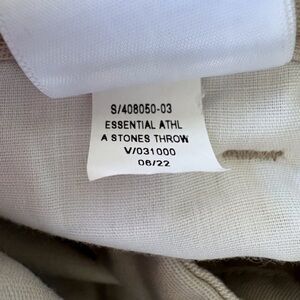 S/408050-03
ESSENTIAL ATHL
A STONES THROW
V/031000
06/22